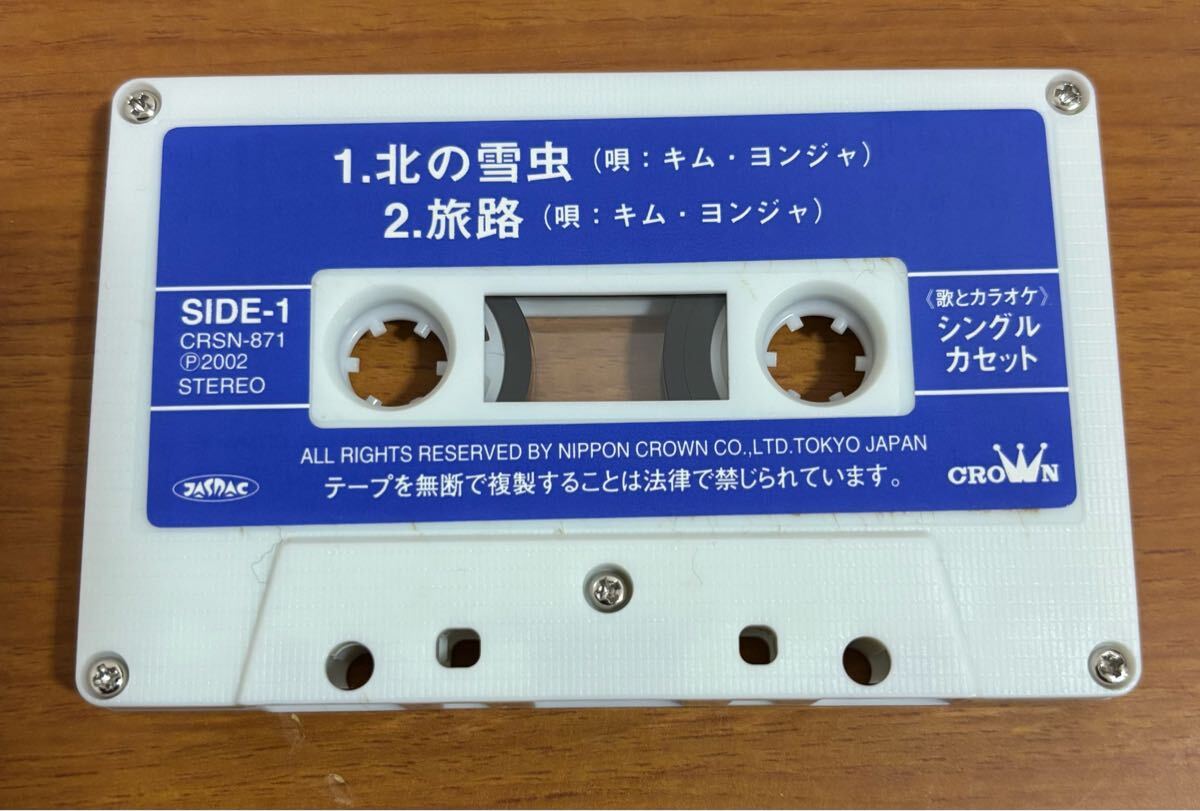 1.北の雪虫（唄：キム・ヨンジャ）
2.旅路（唄：キム・ヨンジャ）
SIDE-1
CRSN-871
Ⓟ2002
STEREO
《歌とカラオケ》
シングル
カセット
ALL RIGHTS RESERVED BY NIPPON CROWN CO.,LTD.TOKYO JAPAN
テープを無断で複製することは法律で禁じられています。
JASRAC
CROWN